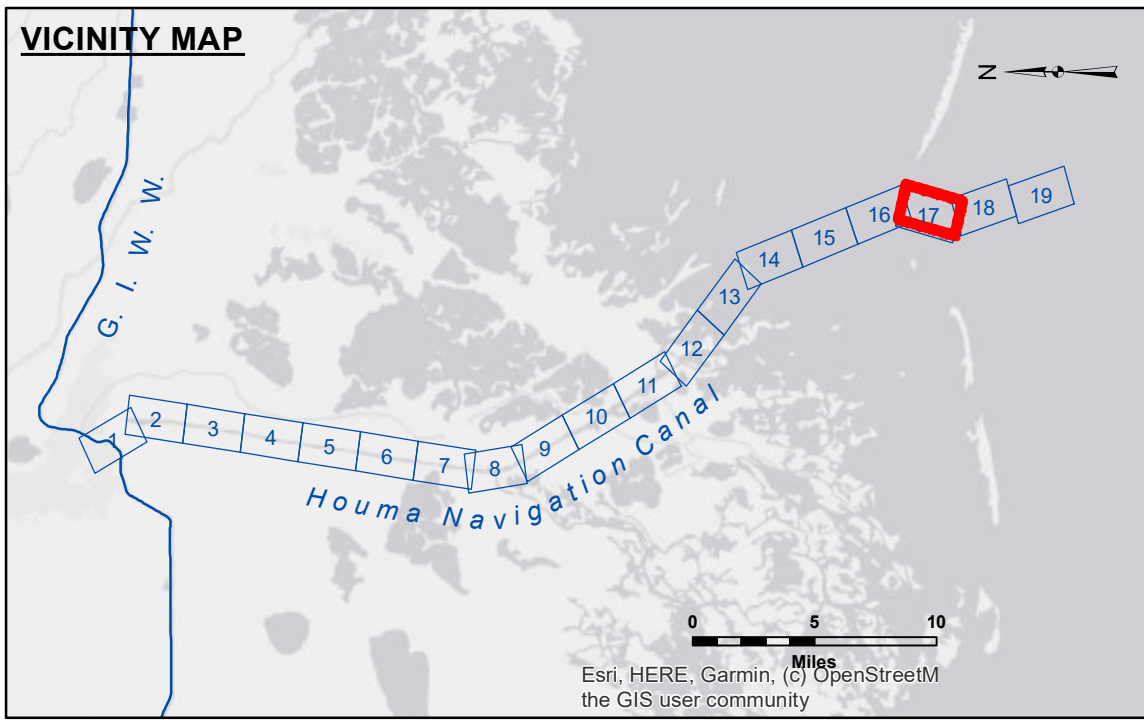 VICINITY MAP
N
G. I. W. W.
1
2
3
4
5
6
7
8
9
10
11
12
13
14
15
16
17
18
19
Houma Navigation Canal
0 5 10
Miles
Esri, HERE, Garmin, (c) OpenStreetM
the GIS user community